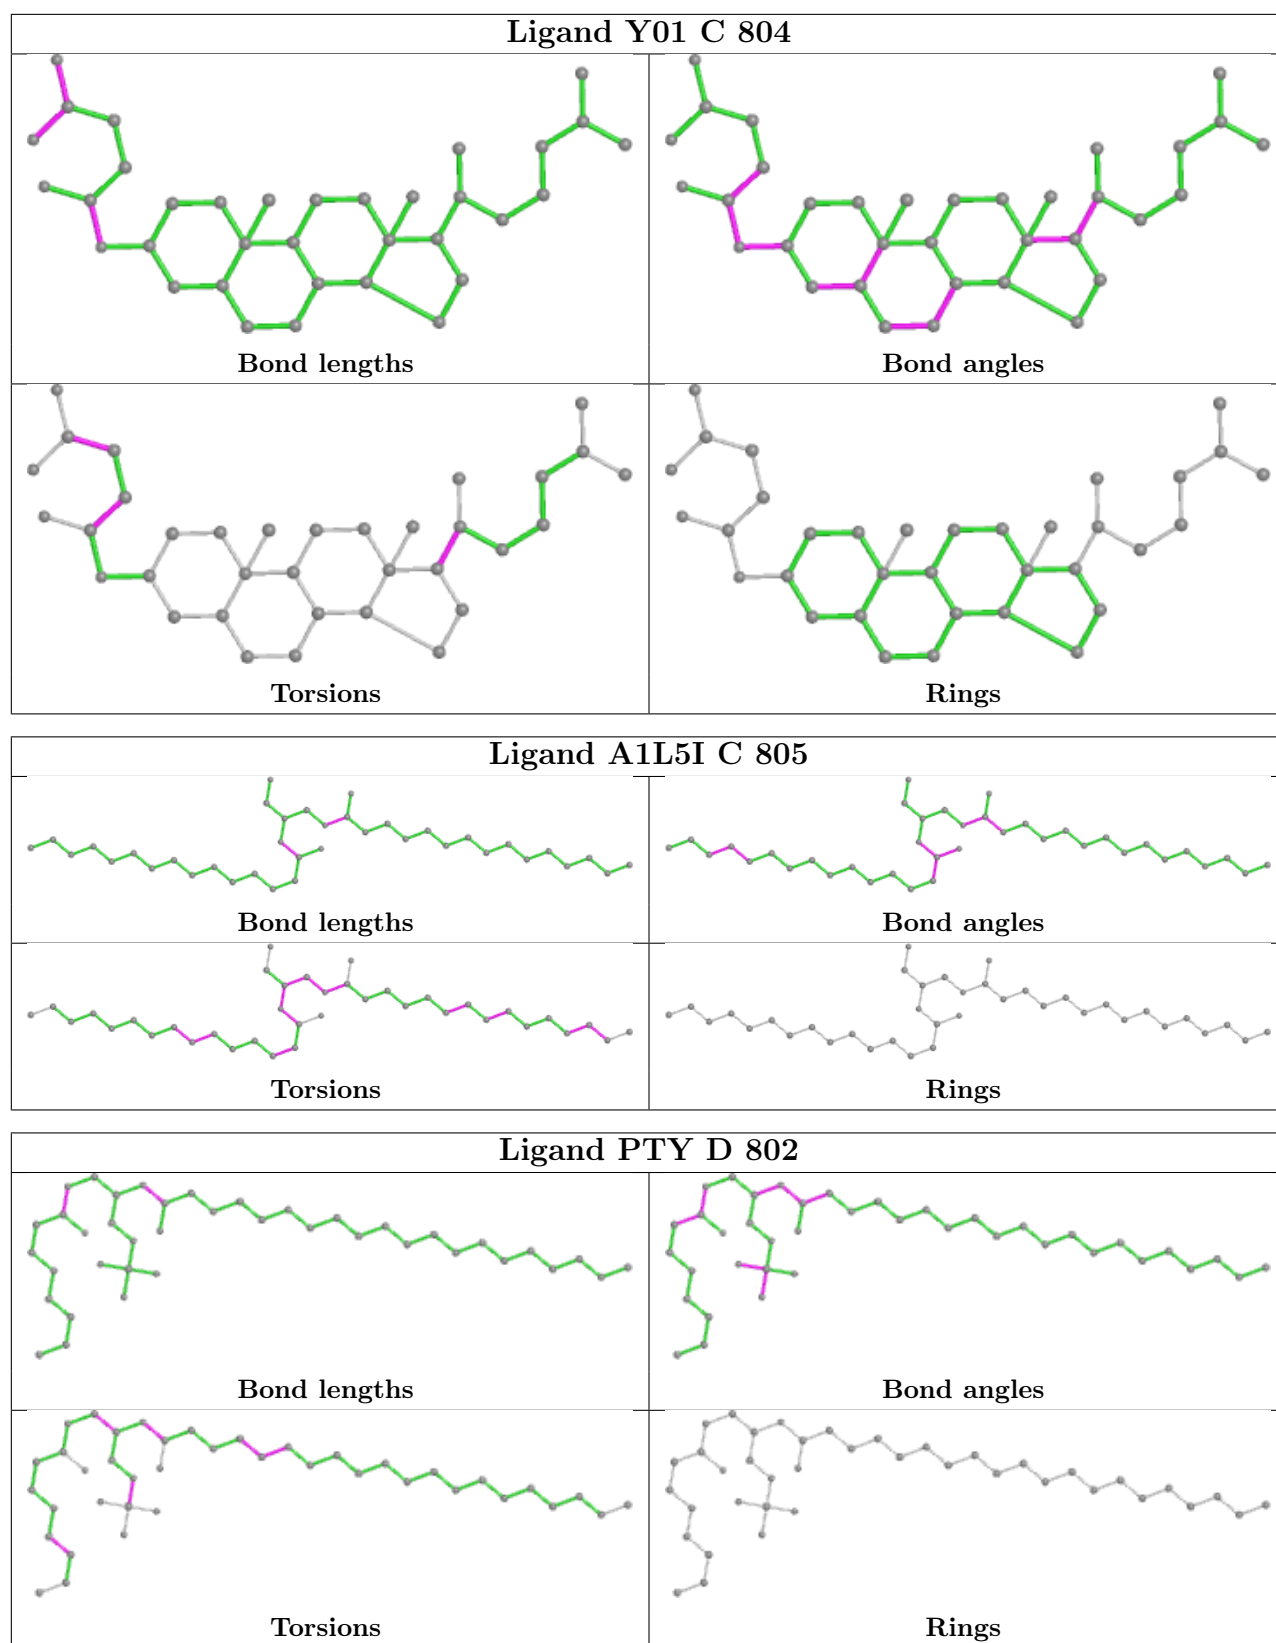 Ligand Y01 C 804
Bond lengths
Bond angles
Torsions
Rings
Ligand A1L5I C 805
Bond lengths
Bond angles
Torsions
Rings
Ligand PTY D 802
Bond lengths
Bond angles
Torsions
Rings